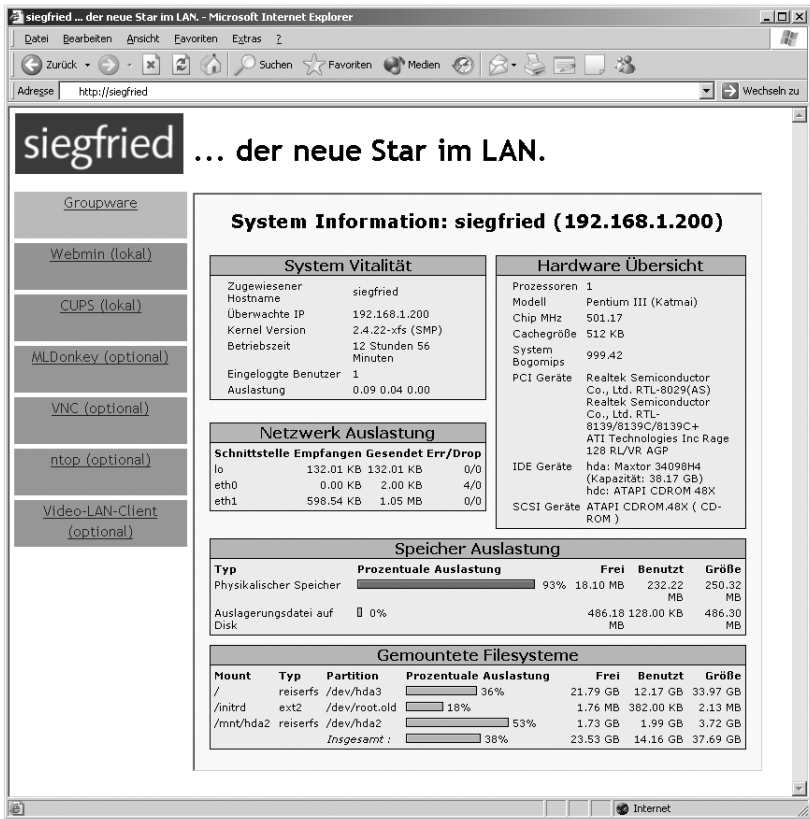 siegfried ... der neue Star im LAN. - Microsoft Internet Explorer
Datei Bearbeiten Ansicht Favoriten Extras ?
Zurück Suchen Favoriten Medien
Adresse http://siegfried Wechseln zu
siegfried ... der neue Star im LAN.
Groupware
Webmin (lokal)
CUPS (lokal)
MLDonkey (optional)
VNC (optional)
ntop (optional)
Video-LAN-Client
(optional)
System Information: siegfried (192.168.1.200)
System Vitalität
Zugewiesener
Hostname siegfried
Überwachte IP 192.168.1.200
Kernel Version 2.4.22-xfs (SMP)
Betriebszeit 12 Stunden 56
Minuten
Eingeloggte Benutzer 1
Auslastung 0.09 0.04 0.00
Netzwerk Auslastung
Schnittstelle Empfangen Gesendet Err/Drop
lo 132.01 KB 132.01 KB 0/0
eth0 0.00 KB 2.00 KB 4/0
eth1 598.54 KB 1.05 MB 0/0
Hardware Übersicht
Prozessoren 1
Modell Pentium III (Katmai)
Chip MHz 501.17
Cachegröße 512 KB
System
Bogomips 999.42
PCI Geräte Realtek Semiconductor
Co., Ltd. RTL-8029(AS)
Realtek Semiconductor
Co., Ltd. RTL-
8139/8139C/8139C+
ATI Technologies Inc Rage
128 RL/VR AGP
IDE Geräte hda: Maxtor 34098H4
(Kapazität: 38.17 GB)
hdc: ATAPI CDROM 48X
SCSI Geräte ATAPI CDROM.48X ( CD-
ROM )
Speicher Auslastung
Typ Prozentuale Auslastung Frei Benutzt Größe
Physikalischer Speicher 93% 18.10 MB 232.22 250.32
MB MB
Auslagerungsdatei auf 0% 486.18 128.00 KB 486.30
Disk MB MB
Gemountete Filesysteme
Mount Typ Partition Prozentuale Auslastung Frei Benutzt Größe
/ reiserfs /dev/hda3 36% 21.79 GB 12.17 GB 33.97 GB
/initrd ext2 /dev/root.old 18% 1.76 MB 382.00 KB 2.13 MB
/mnt/hda2 reiserfs /dev/hda2 53% 1.73 GB 1.99 GB 3.72 GB
Insgesamt : 38% 23.53 GB 14.16 GB 37.69 GB
Internet